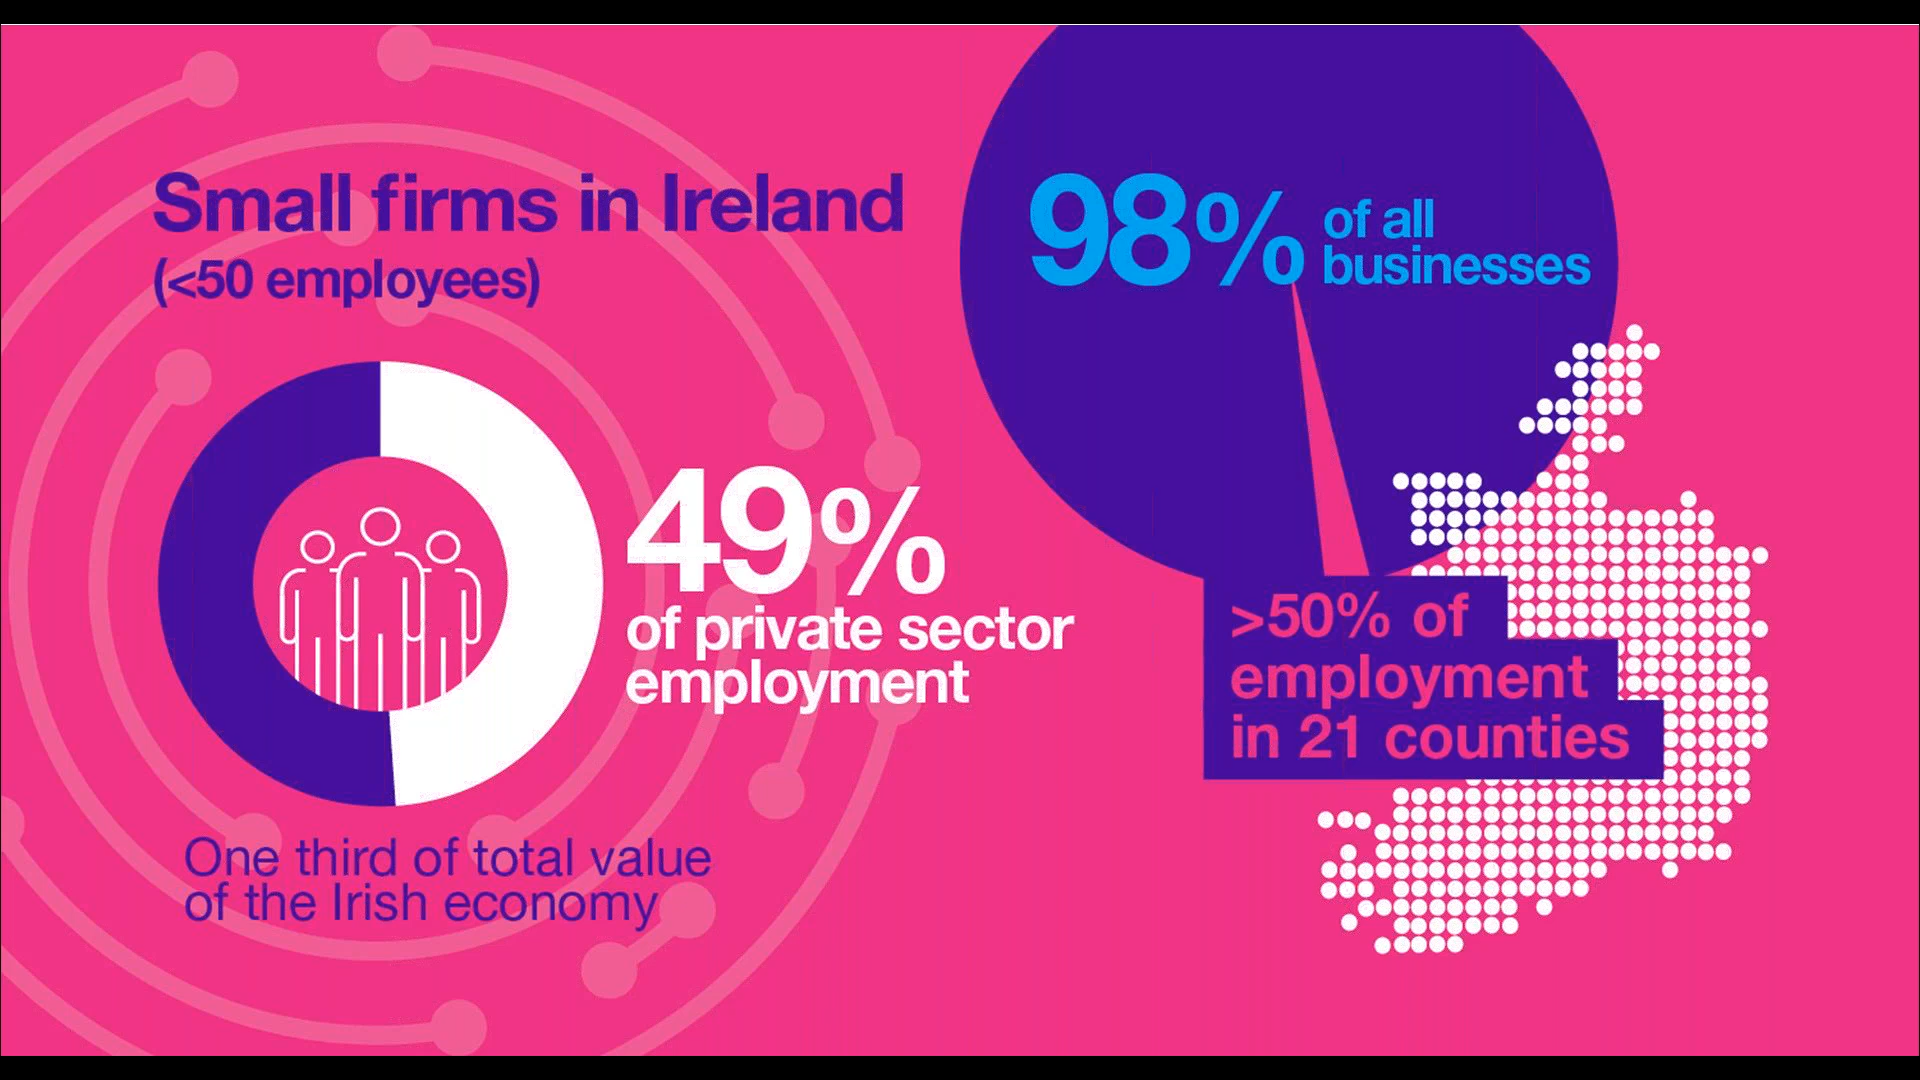 Small firms in Ireland
(<50 employees)
49%
of private sector
employment
One third of total value
of the Irish economy
98% of all
businesses
>50% of
employment
in 21 counties